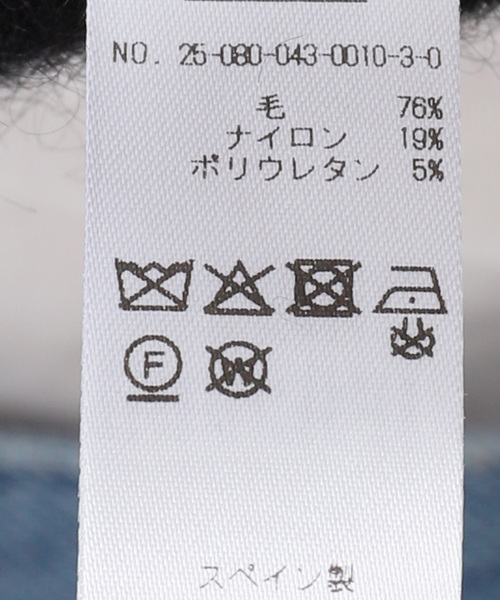 NO. 25-080-043-0010-3-0
毛 76%
ナイロン 19%
ポリウレタン 5%
F
W
スペイン製